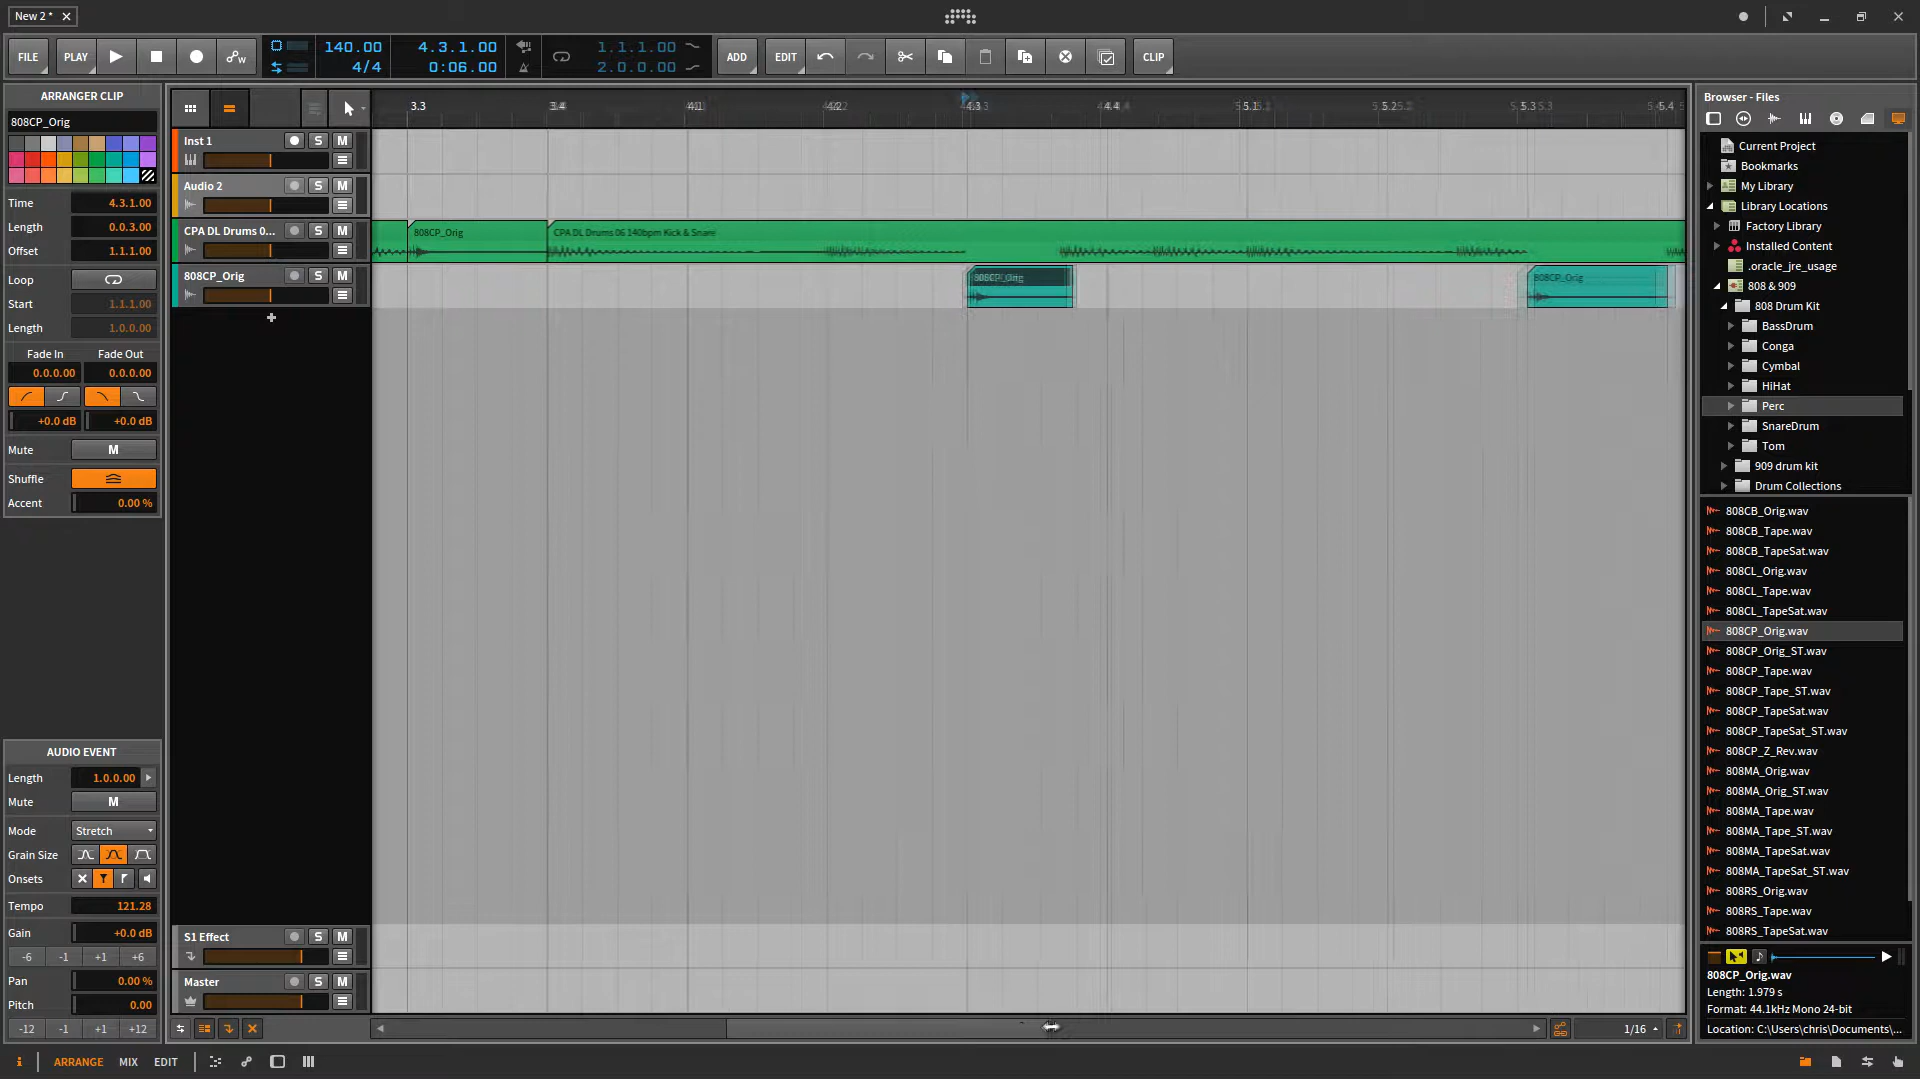 New 2 *
FILE
PLAY
140.00
4/4
4.3.1.00
0:06.00
1.1.1.00
2.0.0.00
ADD
EDIT
CLIP
ARRANGER CLIP
808CP_Orig
Time 4.3.1.00
Length 0.0.3.00
Offset 1.1.1.00
Loop
Start 1.1.1.00
Length 1.0.0.00
Fade In Fade Out
0.0.0.00 0.0.0.00
+0.0 dB +0.0 dB
Mute M
Shuffle
Accent 0.00 %
AUDIO EVENT
Length 1.0.0.00
Mute M
Mode Stretch
Grain Size
Onsets
Tempo 121.28
Gain +0.0 dB
-6 -1 +1 +6
Pan 0.00 %
Pitch 0.00
-12 -1 +1 +12
3.3 3.4 4.1 4.2 4.3 4.4 5.1 5.2 5.3 5.4
Inst 1 S M
Audio 2 S M
CPA DL Drums 0... S M
808CP_Orig S M
808CP_Orig
CPA DL Drums 06 140bpm Kick & Snare
808CP_Orig
808CP_Orig
S1 Effect S M
Master S M
1/16
Browser - Files
Current Project
Bookmarks
My Library
Library Locations
Factory Library
Installed Content
.oracle_jre_usage
808 & 909
808 Drum Kit
BassDrum
Conga
Cymbal
HiHat
Perc
SnareDrum
Tom
909 drum kit
Drum Collections
808CB_Orig.wav
808CB_Tape.wav
808CB_TapeSat.wav
808CL_Orig.wav
808CL_Tape.wav
808CL_TapeSat.wav
808CP_Orig.wav
808CP_Orig_ST.wav
808CP_Tape.wav
808CP_Tape_ST.wav
808CP_TapeSat.wav
808CP_TapeSat_ST.wav
808CP_Z_Rev.wav
808MA_Orig.wav
808MA_Orig_ST.wav
808MA_Tape.wav
808MA_Tape_ST.wav
808MA_TapeSat.wav
808MA_TapeSat_ST.wav
808RS_Orig.wav
808RS_Tape.wav
808RS_TapeSat.wav
808CP_Orig.wav
Length: 1.979 s
Format: 44.1kHz Mono 24-bit
Location: C:\Users\chris\Documents\...
i ARRANGE MIX EDIT